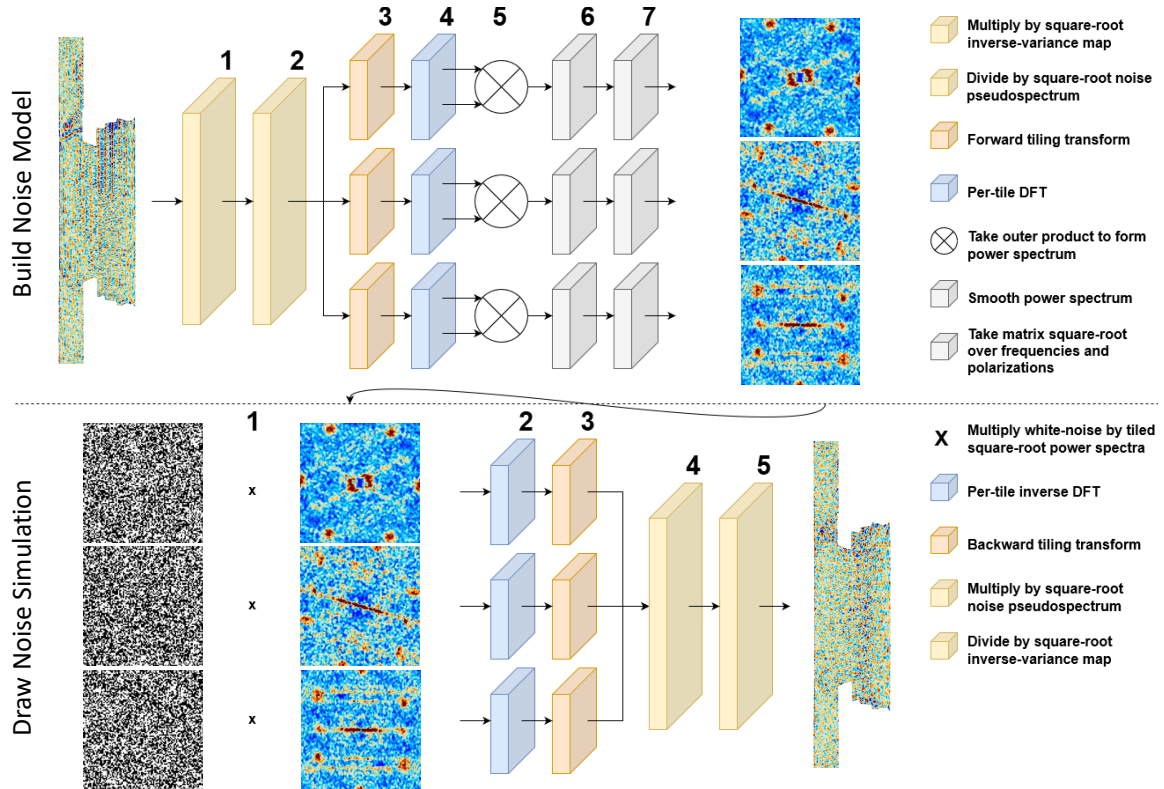 Build Noise Model
1
2
3
4
5
6
7
Multiply by square-root
inverse-variance map
Divide by square-root noise
pseudospectrum
Forward tiling transform
Per-tile DFT
Take outer product to form
power spectrum
Smooth power spectrum
Take matrix square-root
over frequencies and
polarizations
Draw Noise Simulation
1
2
3
4
5
x
x
x
X
Multiply white-noise by tiled
square-root power spectra
Per-tile inverse DFT
Backward tiling transform
Multiply by square-root
noise pseudospectrum
Divide by square-root
inverse-variance map